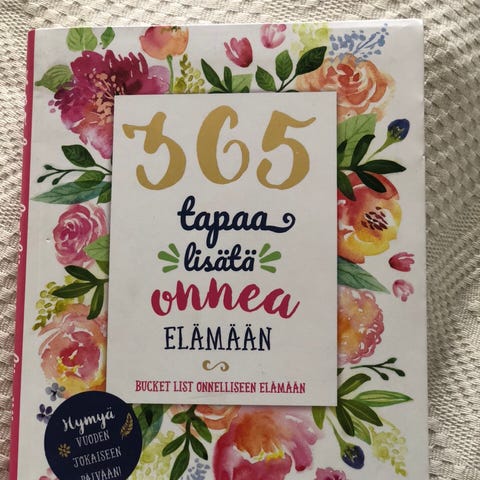 365
tapaa
lisätä
onnea
ELÄMÄÄN
BUCKET LIST ONNELLISEEN ELÄMÄÄN
Hymyä
VUODEN
JOKAISEEN
PÄIVÄÄN!